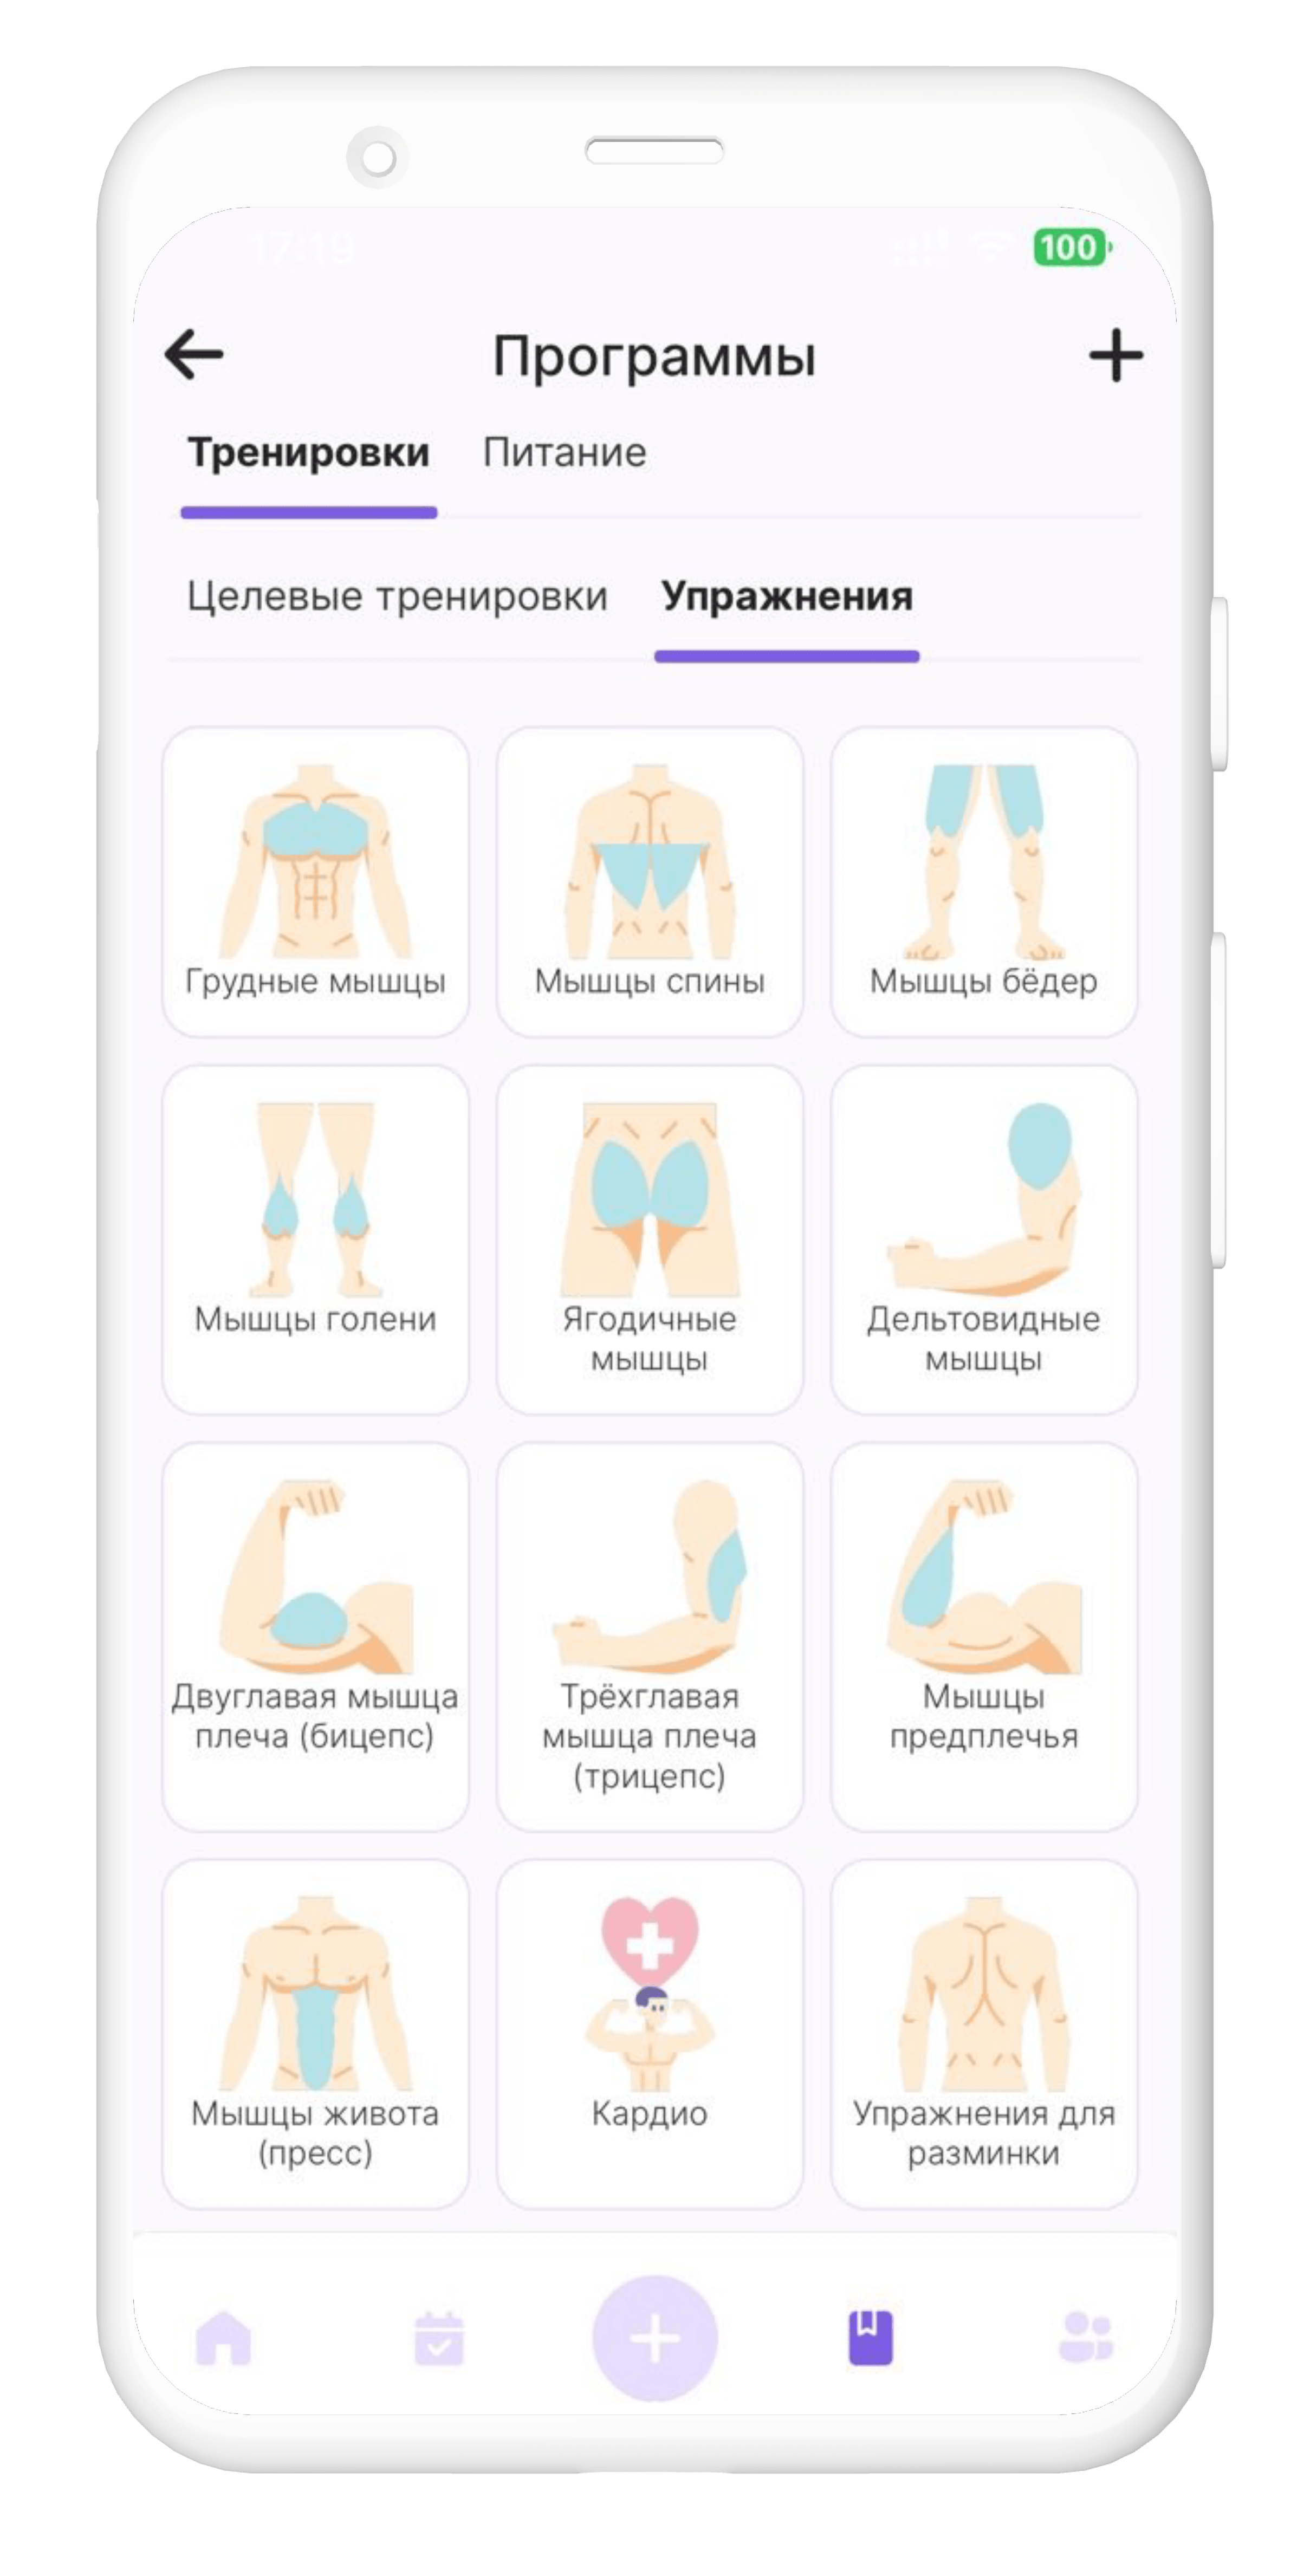 17:19
100
Программы
Тренировки Питание
Целевые тренировки Упражнения
Грудные мышцы
Мышцы спины
Мышцы бёдер
Мышцы голени
Ягодичные
мышцы
Дельтовидные
мышцы
Двуглавая мышца
плеча (бицепс)
Трёхглавая
мышца плеча
(трицепс)
Мышцы
предплечья
Мышцы живота
(пресс)
Кардио
Упражнения для
разминки